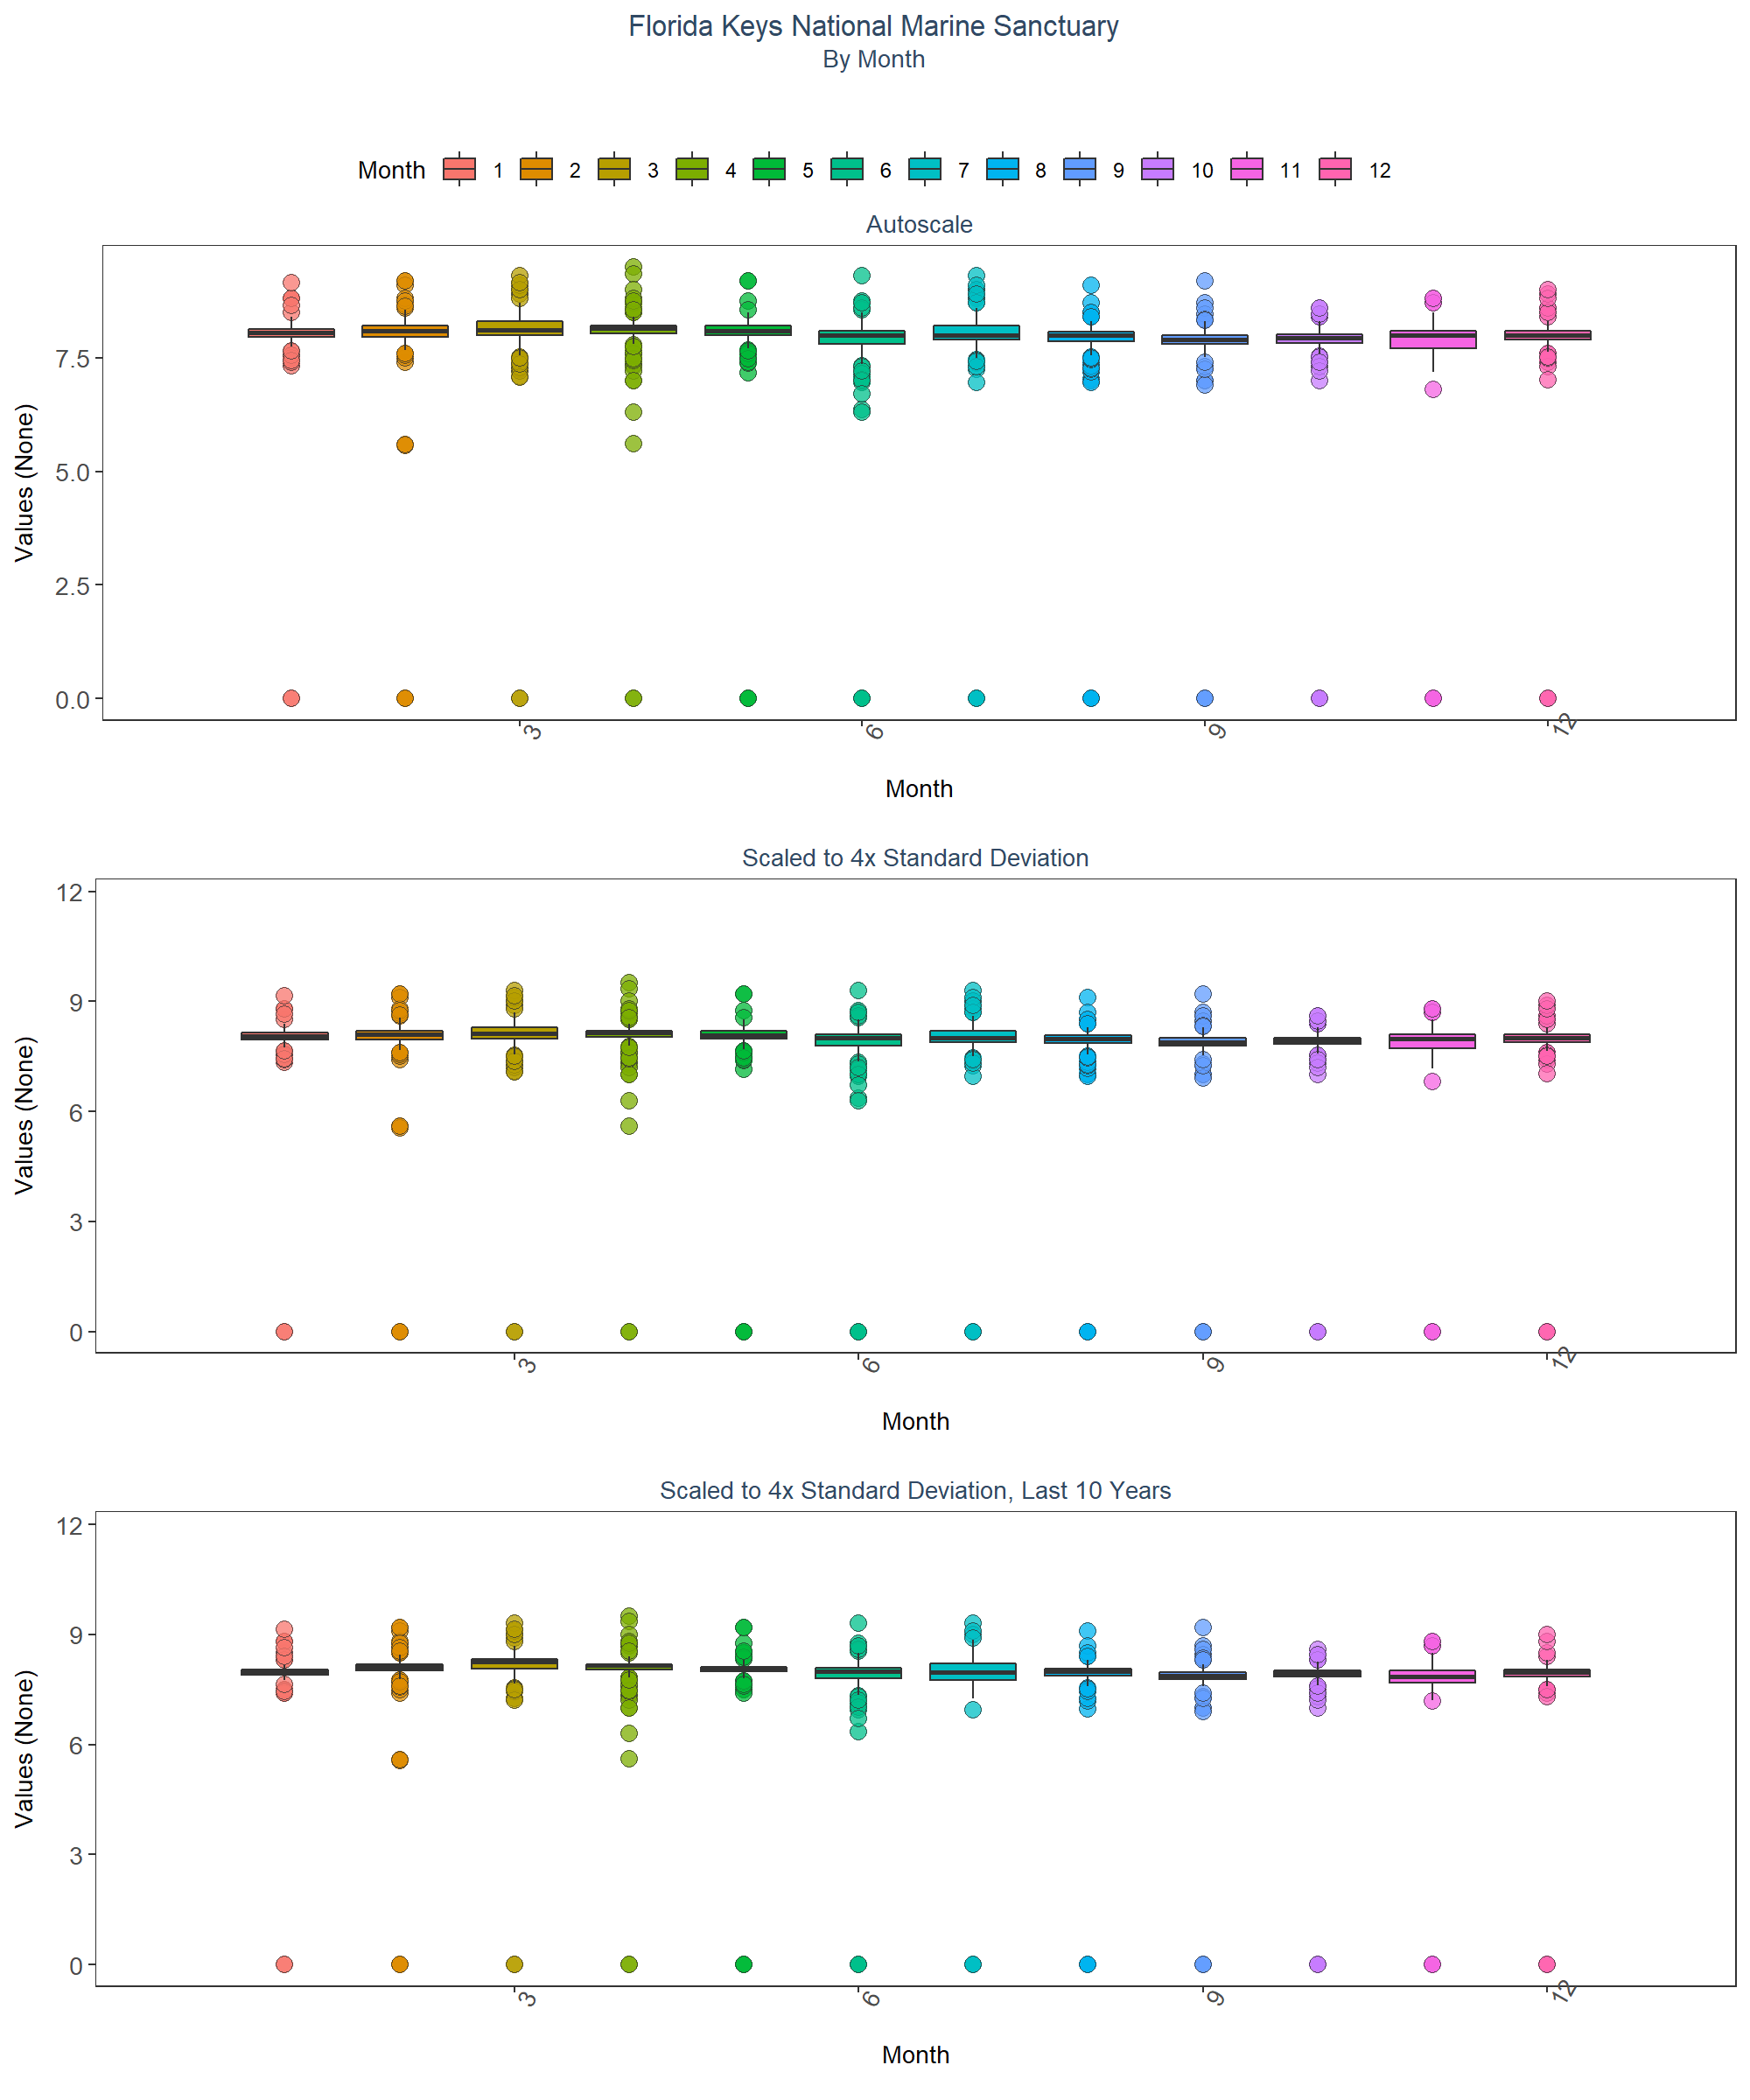 Florida Keys National Marine Sanctuary
By Month
Month 1 2 3 4 5 6 7 8 9 10 11 12
Autoscale
Values (None)
7.5
5.0
2.5
0.0
3 6 9 12
Month
Scaled to 4x Standard Deviation
Values (None)
12
9
6
3
0
3 6 9 12
Month
Scaled to 4x Standard Deviation, Last 10 Years
Values (None)
12
9
6
3
0
3 6 9 12
Month